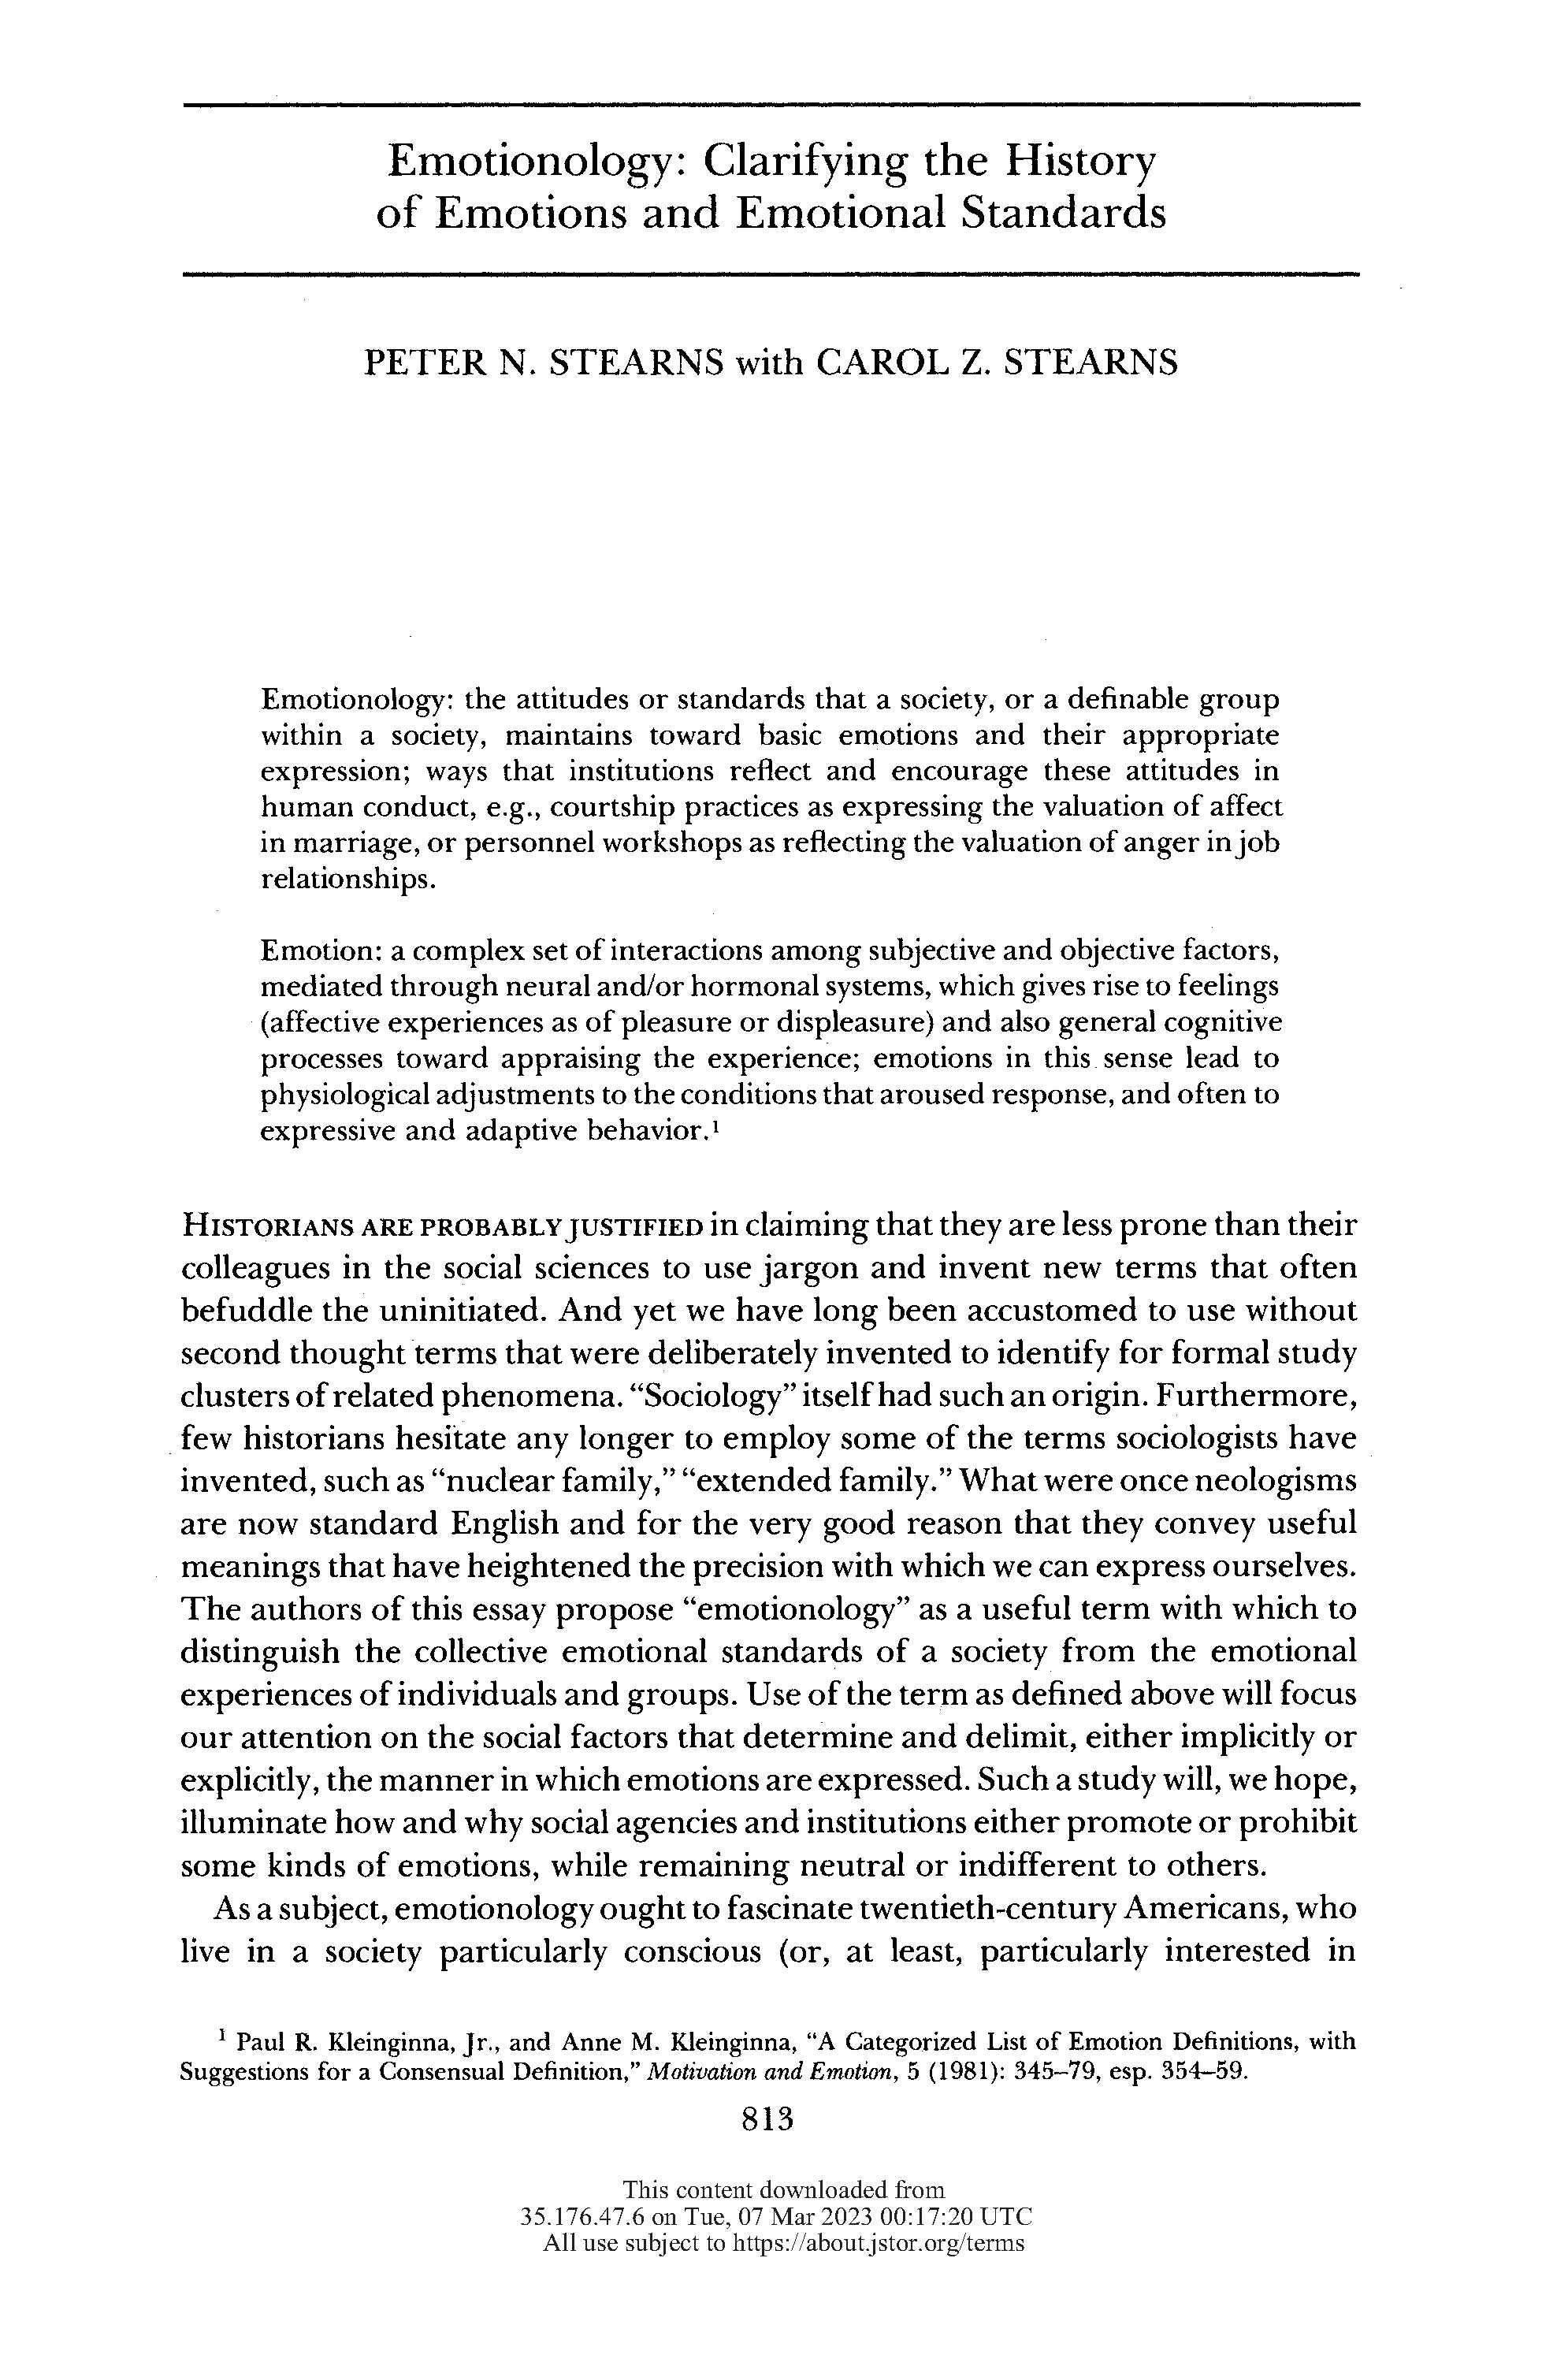 Emotionology: Clarifying the History
of Emotions and Emotional Standards
PETER N. STEARNS with CAROL Z. STEARNS
Emotionology: the attitudes or standards that a society, or a definable group
within a society, maintains toward basic emotions and their appropriate
expression; ways that institutions reflect and encourage these attitudes in
human conduct, e.g., courtship practices as expressing the valuation of affect
in marriage, or personnel workshops as reflecting the valuation of anger in job
relationships.
Emotion: a complex set of interactions among subjective and objective factors,
mediated through neural and/or hormonal systems, which gives rise to feelings
(affective experiences as of pleasure or displeasure) and also general cognitive
processes toward appraising the experience; emotions in this sense lead to
physiological adjustments to the conditions that aroused response, and often to
expressive and adaptive behavior.¹
HISTORIANS ARE PROBABLY JUSTIFIED in claiming that they are less prone than their
colleagues in the social sciences to use jargon and invent new terms that often
befuddle the uninitiated. And yet we have long been accustomed to use without
second thought terms that were deliberately invented to identify for formal study
clusters of related phenomena. “Sociology” itself had such an origin. Furthermore,
few historians hesitate any longer to employ some of the terms sociologists have
invented, such as “nuclear family,” “extended family.” What were once neologisms
are now standard English and for the very good reason that they convey useful
meanings that have heightened the precision with which we can express ourselves.
The authors of this essay propose “emotionology” as a useful term with which to
distinguish the collective emotional standards of a society from the emotional
experiences of individuals and groups. Use of the term as defined above will focus
our attention on the social factors that determine and delimit, either implicitly or
explicitly, the manner in which emotions are expressed. Such a study will, we hope,
illuminate how and why social agencies and institutions either promote or prohibit
some kinds of emotions, while remaining neutral or indifferent to others.
As a subject, emotionology ought to fascinate twentieth-century Americans, who
live in a society particularly conscious (or, at least, particularly interested in
¹ Paul R. Kleinginna, Jr., and Anne M. Kleinginna, “A Categorized List of Emotion Definitions, with
Suggestions for a Consensual Definition,” Motivation and Emotion, 5 (1981): 345–79, esp. 354–59.
813
This content downloaded from
35.176.47.6 on Tue, 07 Mar 2023 00:17:20 UTC
All use subject to https://about.jstor.org/terms